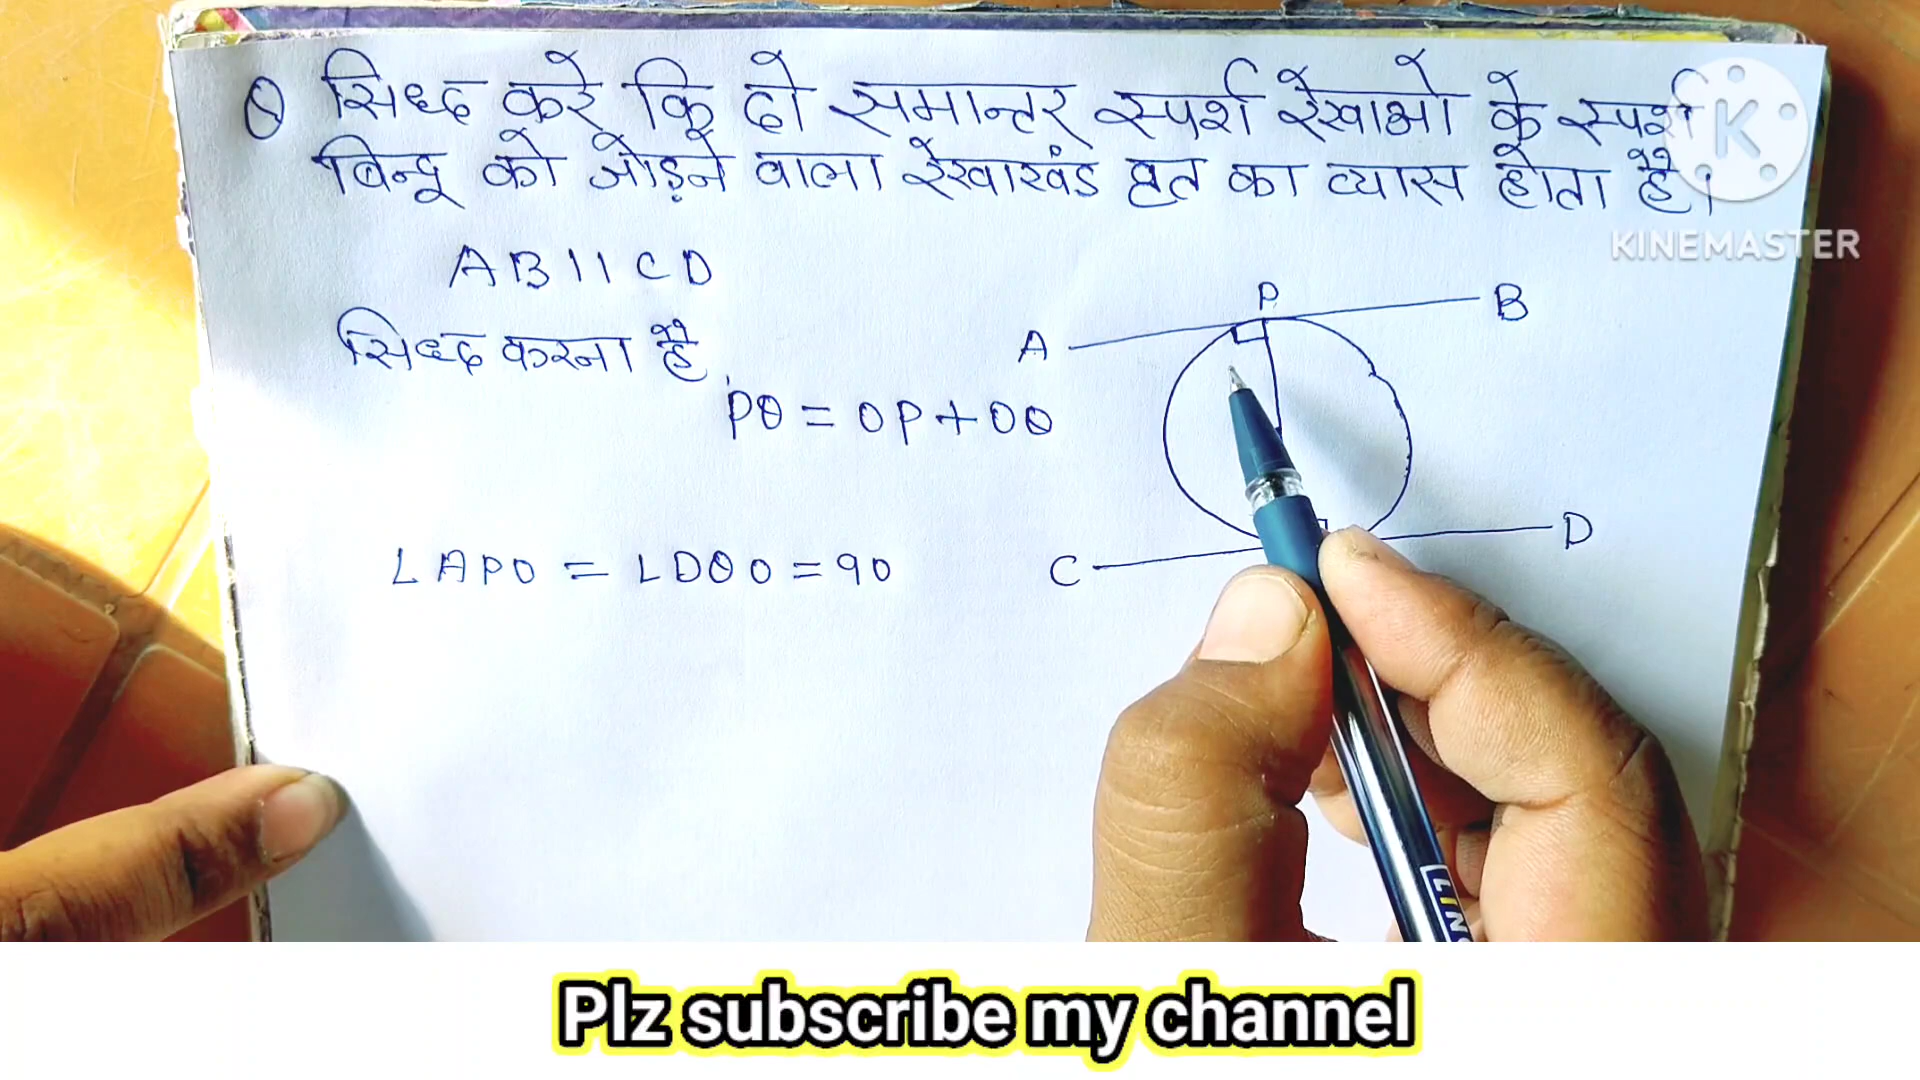 Q सिध्द करे कि दो समान्तर स्पर्श रेखाओ के स्पर्श
बिन्दू को जोड़ने वाला रेखाखंड वृत का व्यास होता है।
K
KINEMASTER
AB || CD
सिध्द करना है
PQ = OP + OQ
P
A
B
∠APO = ∠DQO = 90
C
D
LINC
Plz subscribe my channel